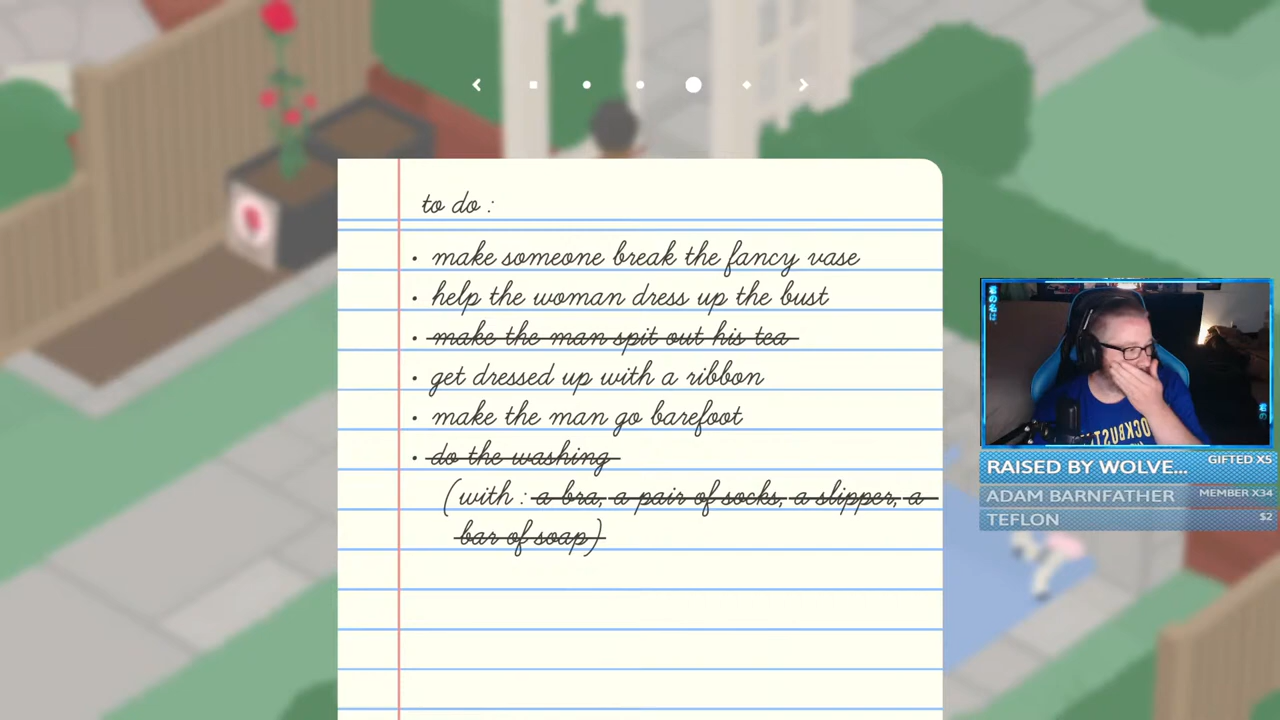 to do :
• make someone break the fancy vase
• help the woman dress up the bust
• make the man spit out his tea
• get dressed up with a ribbon
• make the man go barefoot
• do the washing
(with : a bra, a pair of socks, a slipper, a
bar of soap)
RAISED BY WOLVE... GIFTED X5
ADAM BARNFATHER MEMBER X34
TEFLON $2